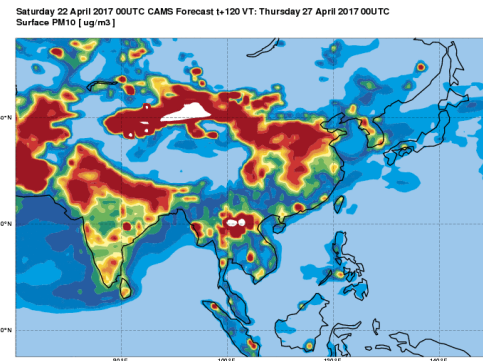 Saturday 22 April 2017 00UTC CAMS Forecast t+120 VT: Thursday 27 April 2017 00UTC
Surface PM10 [ ug/m3 ]